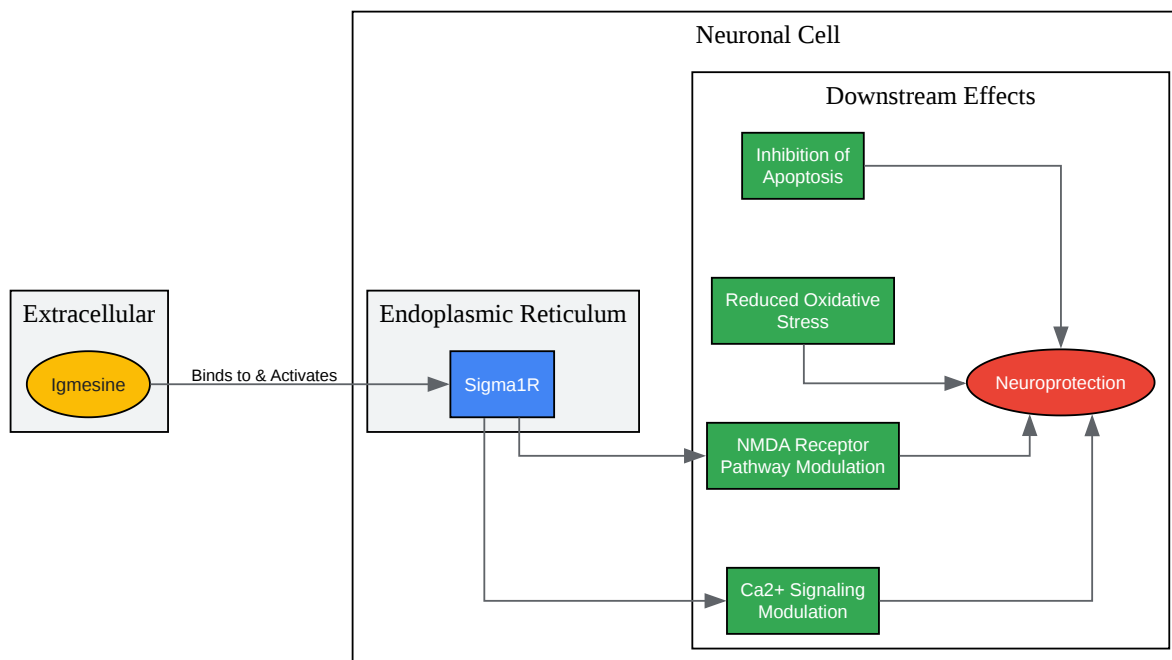 Neuronal Cell
Downstream Effects
Inhibition of
Apoptosis
Extracellular
Endoplasmic Reticulum
Reduced Oxidative
Stress
Igmesine
Binds to & Activates
Sigma1R
Neuroprotection
NMDA Receptor
Pathway Modulation
Ca2+ Signaling
Modulation